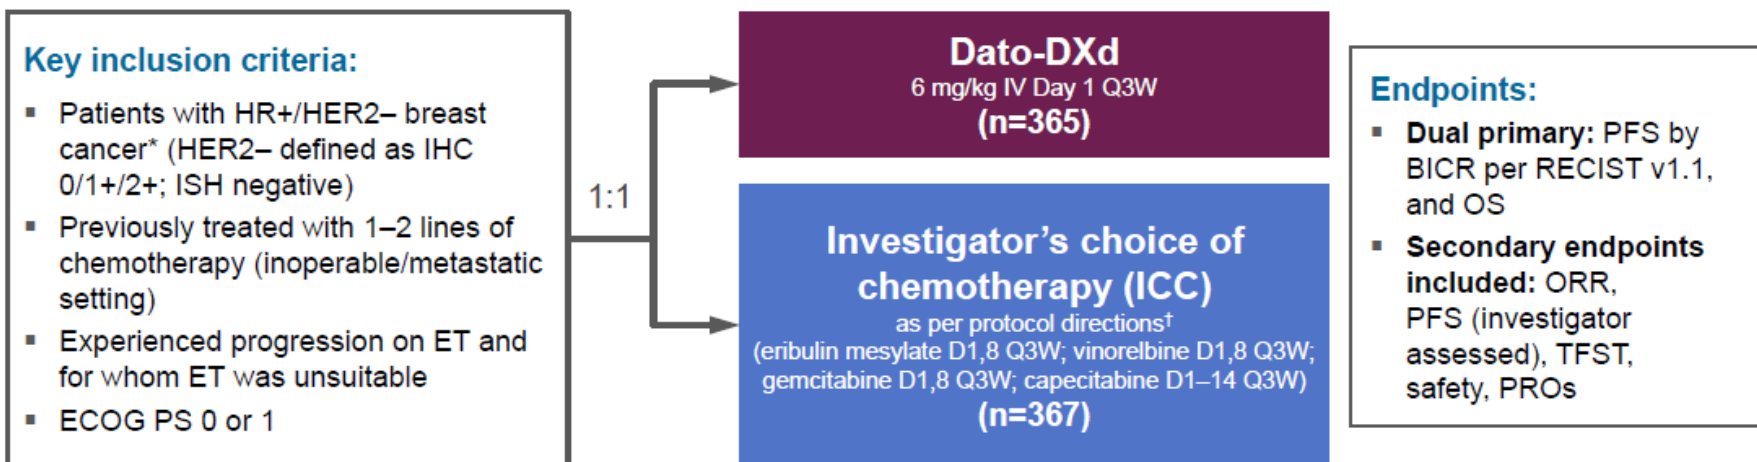 Key inclusion criteria:
▪ Patients with HR+/HER2– breast
cancer* (HER2– defined as IHC
0/1+/2+; ISH negative)
▪ Previously treated with 1–2 lines of
chemotherapy (inoperable/metastatic
setting)
▪ Experienced progression on ET and
for whom ET was unsuitable
▪ ECOG PS 0 or 1
1:1
Dato-DXd
6 mg/kg IV Day 1 Q3W
(n=365)
Investigator’s choice of
chemotherapy (ICC)
as per protocol directions†
(eribulin mesylate D1,8 Q3W; vinorelbine D1,8 Q3W;
gemcitabine D1,8 Q3W; capecitabine D1–14 Q3W)
(n=367)
Endpoints:
▪ Dual primary: PFS by
BICR per RECIST v1.1,
and OS
▪ Secondary endpoints
included: ORR,
PFS (investigator
assessed), TFST,
safety, PROs